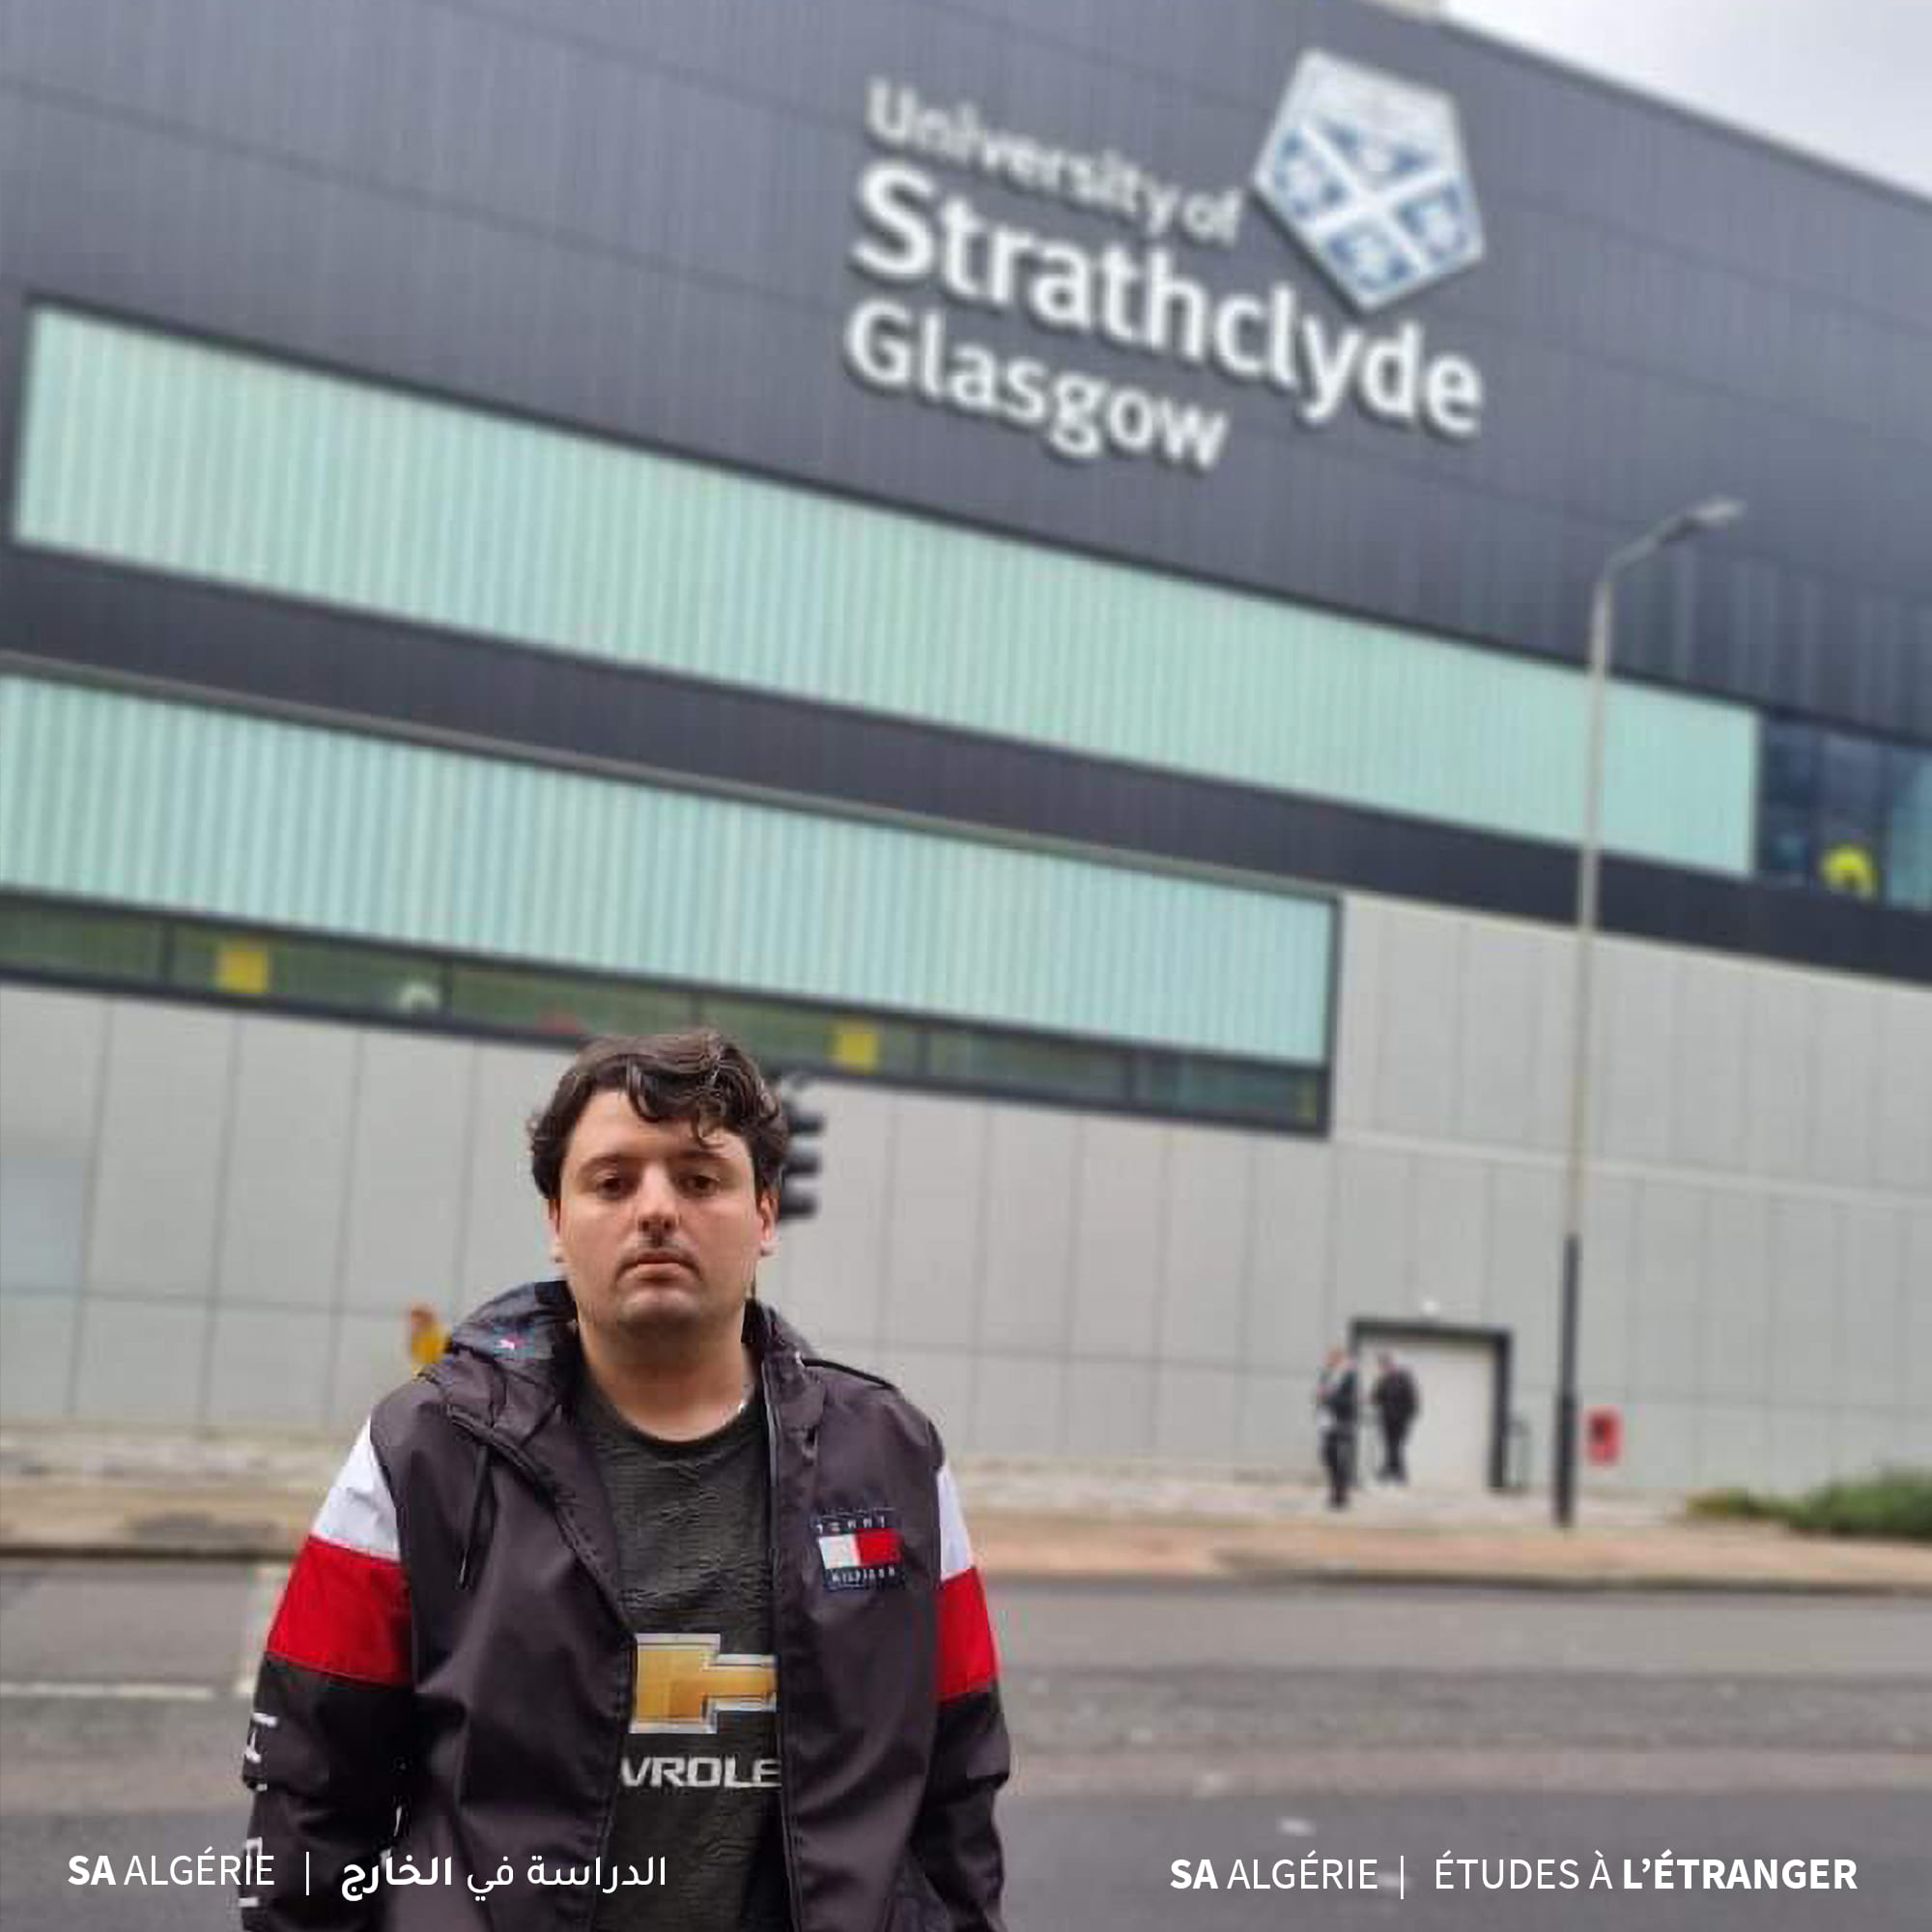 University of
Strathclyde
Glasgow
TOMMY
HILFIGER
VROLE
SA ALGÉRIE | الدراسة في الخارج
SA ALGÉRIE | ÉTUDES À L’ÉTRANGER